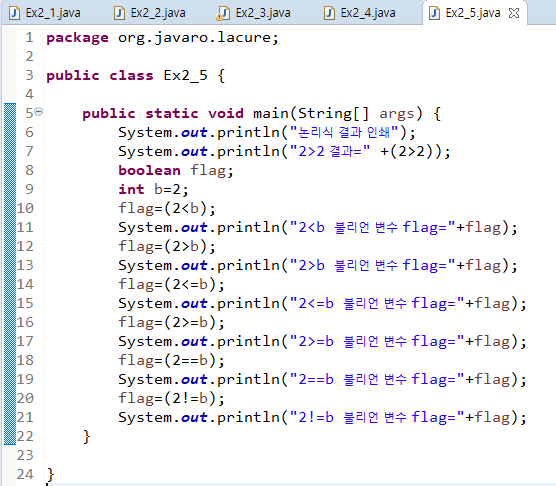 Ex2_1.java Ex2_2.java Ex2_3.java Ex2_4.java Ex2_5.java
1 package org.javaro.lacure;
2
3 public class Ex2_5 {
4
5 public static void main(String[] args) {
6 System.out.println("논리식 결과 인쇄");
7 System.out.println("2>2 결과=" +(2>2));
8 boolean flag;
9 int b=2;
10 flag=(2<b);
11 System.out.println("2<b 불리언 변수 flag="+flag);
12 flag=(2>b);
13 System.out.println("2>b 불리언 변수 flag="+flag);
14 flag=(2<=b);
15 System.out.println("2<=b 불리언 변수 flag="+flag);
16 flag=(2>=b);
17 System.out.println("2>=b 불리언 변수 flag="+flag);
18 flag=(2==b);
19 System.out.println("2==b 불리언 변수 flag="+flag);
20 flag=(2!=b);
21 System.out.println("2!=b 불리언 변수 flag="+flag);
22 }
23
24 }